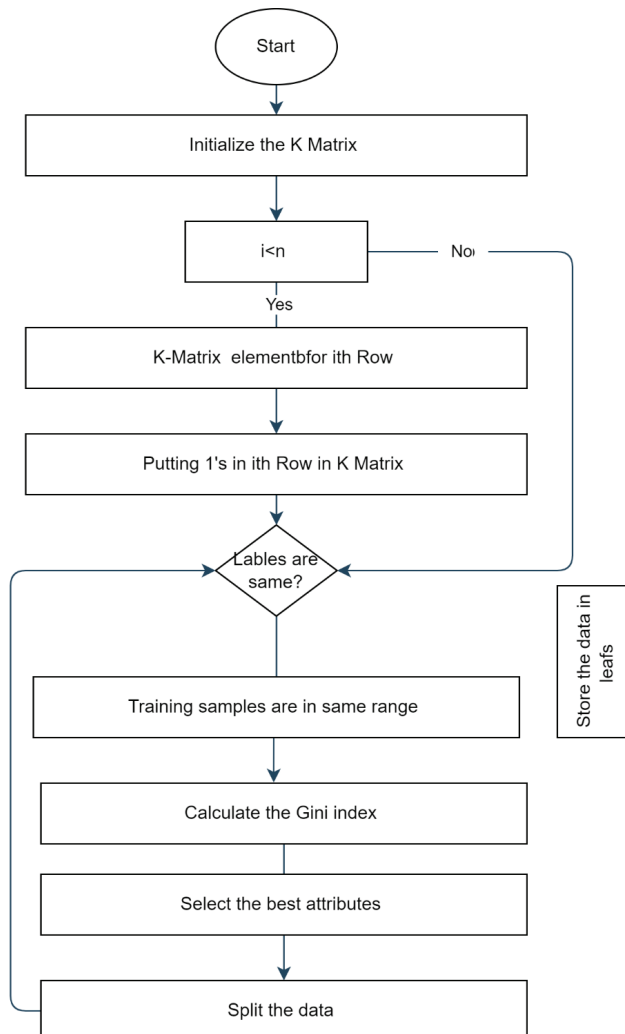 Start
Initialize the K Matrix
i<n
No
Yes
K-Matrix elementbfor ith Row
Putting 1's in ith Row in K Matrix
Lables are
same?
Store the data in
leafs
Training samples are in same range
Calculate the Gini index
Select the best attributes
Split the data